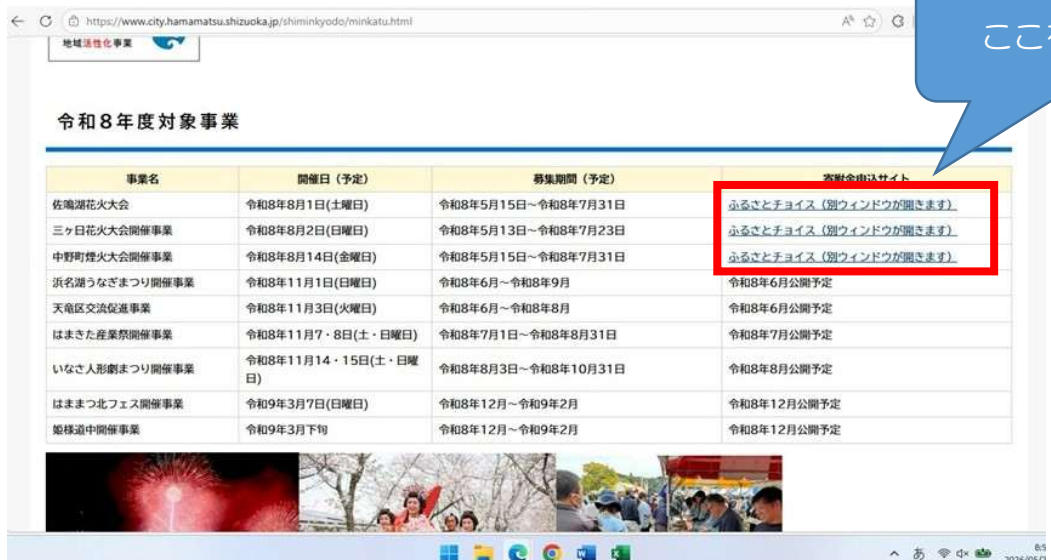 https://www.city.hamamatsu.shizuoka.jp/shiminkyodo/minkatu.html
地域活性化事業
令和8年度対象事業
事業名 開催日（予定） 募集期間（予定） 寄附金申込サイト
佐鳴湖花火大会 令和8年8月1日(土曜日) 令和8年5月15日～令和8年7月31日 ふるさとチョイス（別ウィンドウが開きます）
三ヶ日花火大会開催事業 令和8年8月2日(日曜日) 令和8年5月13日～令和8年7月23日 ふるさとチョイス（別ウィンドウが開きます）
中野町煙火大会開催事業 令和8年8月14日(金曜日) 令和8年5月15日～令和8年7月31日 ふるさとチョイス（別ウィンドウが開きます）
浜名湖うなぎまつり開催事業 令和8年11月1日(日曜日) 令和8年6月～令和8年9月 令和8年6月公開予定
天竜区交流促進事業 令和8年11月3日(火曜日) 令和8年6月～令和8年8月 令和8年6月公開予定
はまきた産業祭開催事業 令和8年11月7・8日(土・日曜日) 令和8年7月1日～令和8年8月31日 令和8年7月公開予定
いなさ人形劇まつり開催事業 令和8年11月14・15日(土・日曜日) 令和8年8月3日～令和8年10月31日 令和8年8月公開予定
はままつ北フェス開催事業 令和9年3月7日(日曜日) 令和8年12月～令和9年2月 令和8年12月公開予定
姫様道中開催事業 令和9年3月下旬 令和8年12月～令和9年2月 令和8年12月公開予定
あ